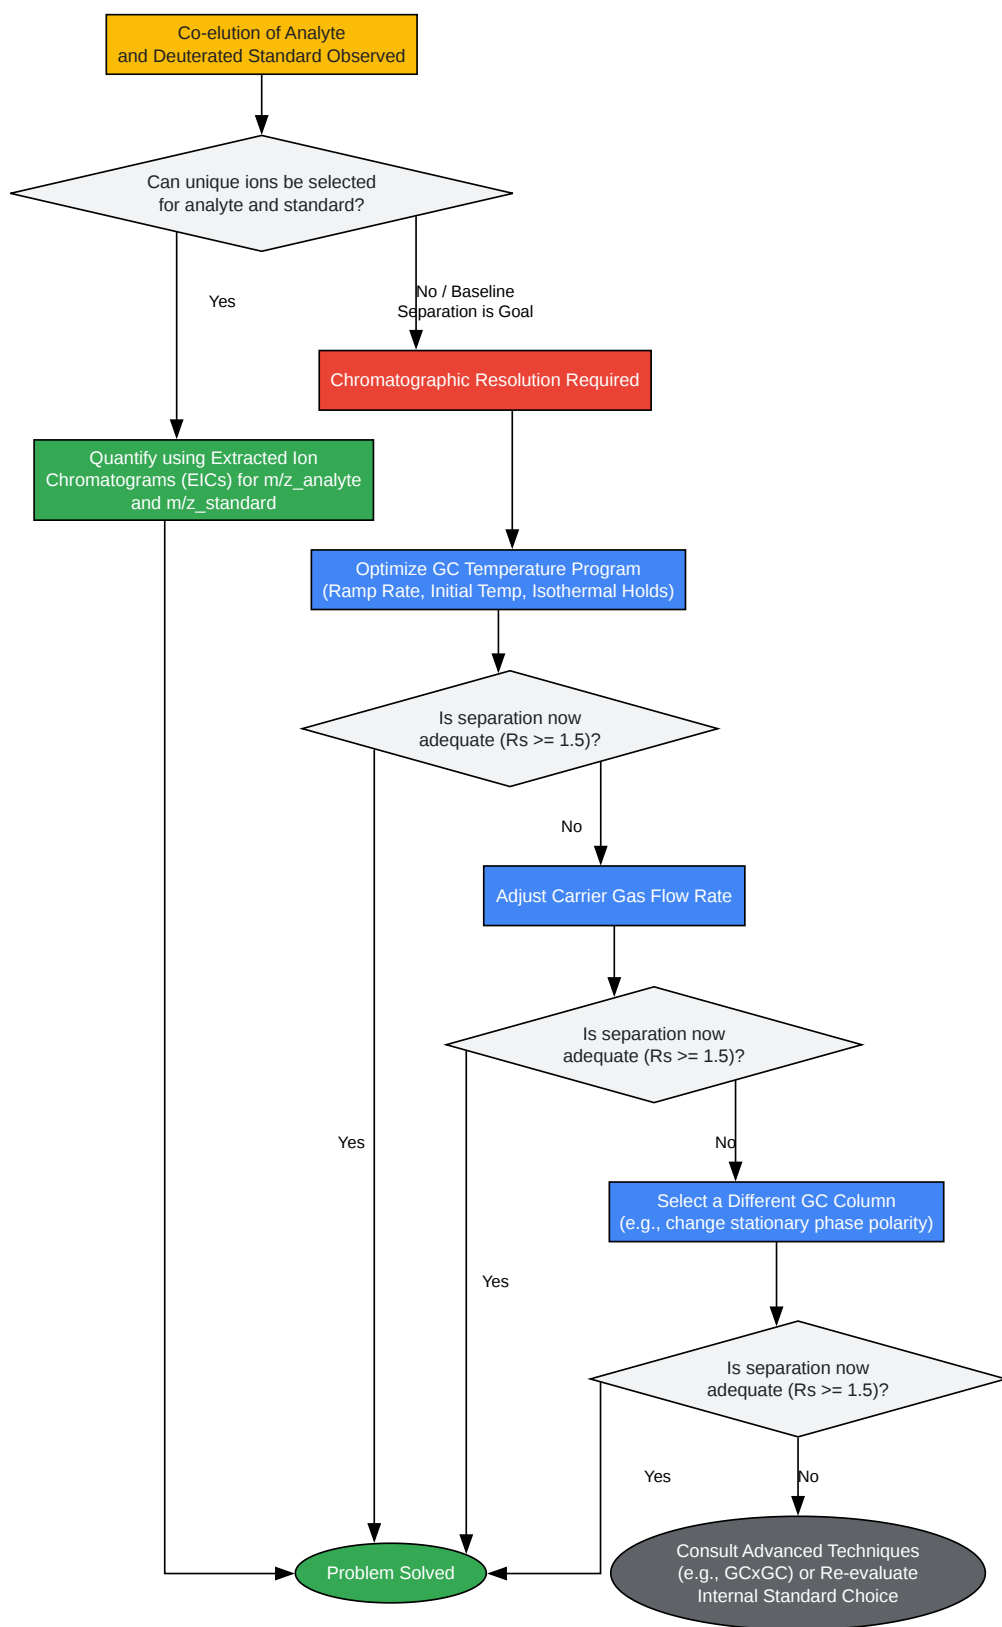 Co-elution of Analyte
and Deuterated Standard Observed
Can unique ions be selected
for analyte and standard?
Yes
No / Baseline
Separation is Goal
Chromatographic Resolution Required
Quantify using Extracted Ion
Chromatograms (EICs) for m/z_analyte
and m/z_standard
Optimize GC Temperature Program
(Ramp Rate, Initial Temp, Isothermal Holds)
Is separation now
adequate (Rs >= 1.5)?
No
Adjust Carrier Gas Flow Rate
Is separation now
adequate (Rs >= 1.5)?
Yes
No
Select a Different GC Column
(e.g., change stationary phase polarity)
Yes
Is separation now
adequate (Rs >= 1.5)?
Yes
No
Problem Solved
Consult Advanced Techniques
(e.g., GCxGC) or Re-evaluate
Internal Standard Choice